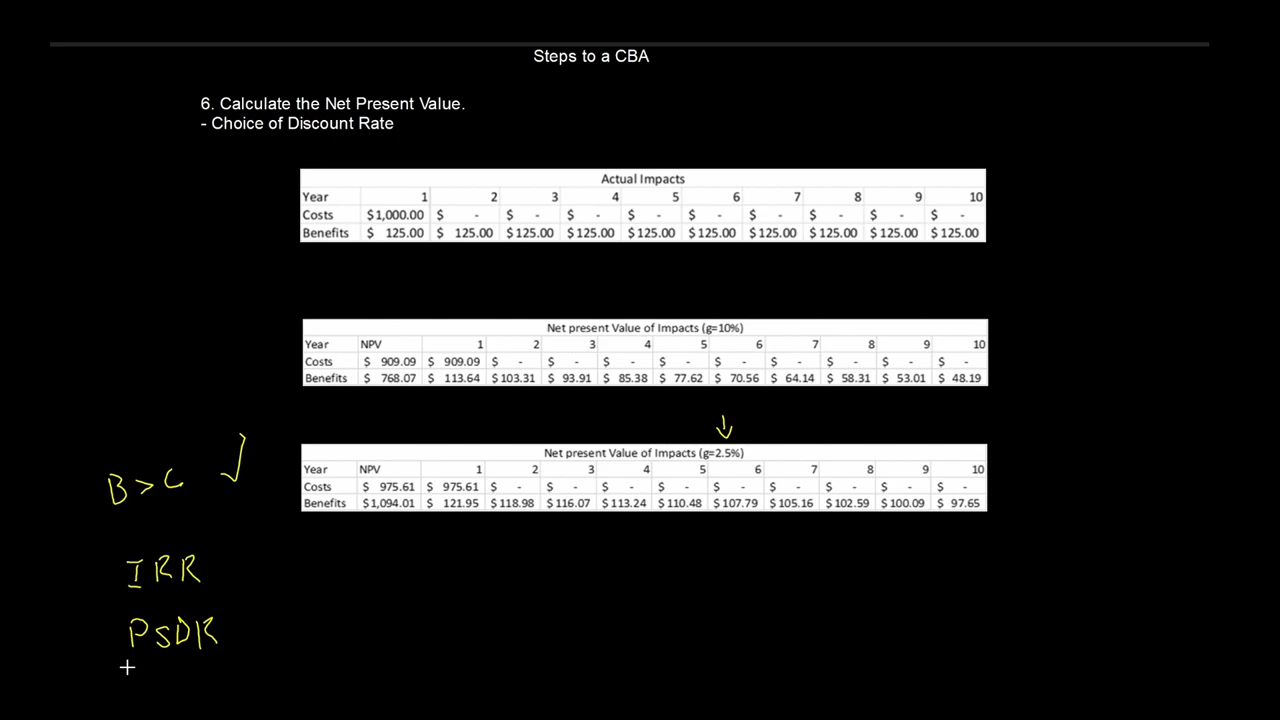 Steps to a CBA
6. Calculate the Net Present Value.
- Choice of Discount Rate
Actual Impacts
Year 1 2 3 4 5 6 7 8 9 10
Costs $1,000.00 $ - $ - $ - $ - $ - $ - $ - $ - $ -
Benefits $ 125.00 $ 125.00 $125.00 $125.00 $125.00 $125.00 $125.00 $125.00 $125.00 $125.00
Net present Value of Impacts (g=10%)
Year NPV 1 2 3 4 5 6 7 8 9 10
Costs $ 909.09 $ 909.09 $ - $ - $ - $ - $ - $ - $ - $ - $ -
Benefits $ 768.07 $ 113.64 $103.31 $ 93.91 $ 85.38 $ 77.62 $ 70.56 $ 64.14 $ 58.31 $ 53.01 $ 48.19
Net present Value of Impacts (g=2.5%)
Year NPV 1 2 3 4 5 6 7 8 9 10
Costs $ 975.61 $ 975.61 $ - $ - $ - $ - $ - $ - $ - $ - $ -
Benefits $1,094.01 $ 121.95 $118.98 $116.07 $113.24 $110.48 $107.79 $105.16 $102.59 $100.09 $ 97.65
B > C √
IRR
PSDR